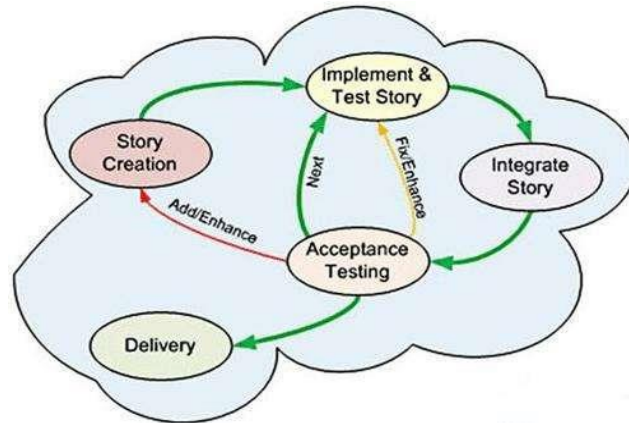 Implement &
Test Story
Story
Creation
Integrate
Story
Next
Fix/Enhance
Add/Enhance
Acceptance
Testing
Delivery